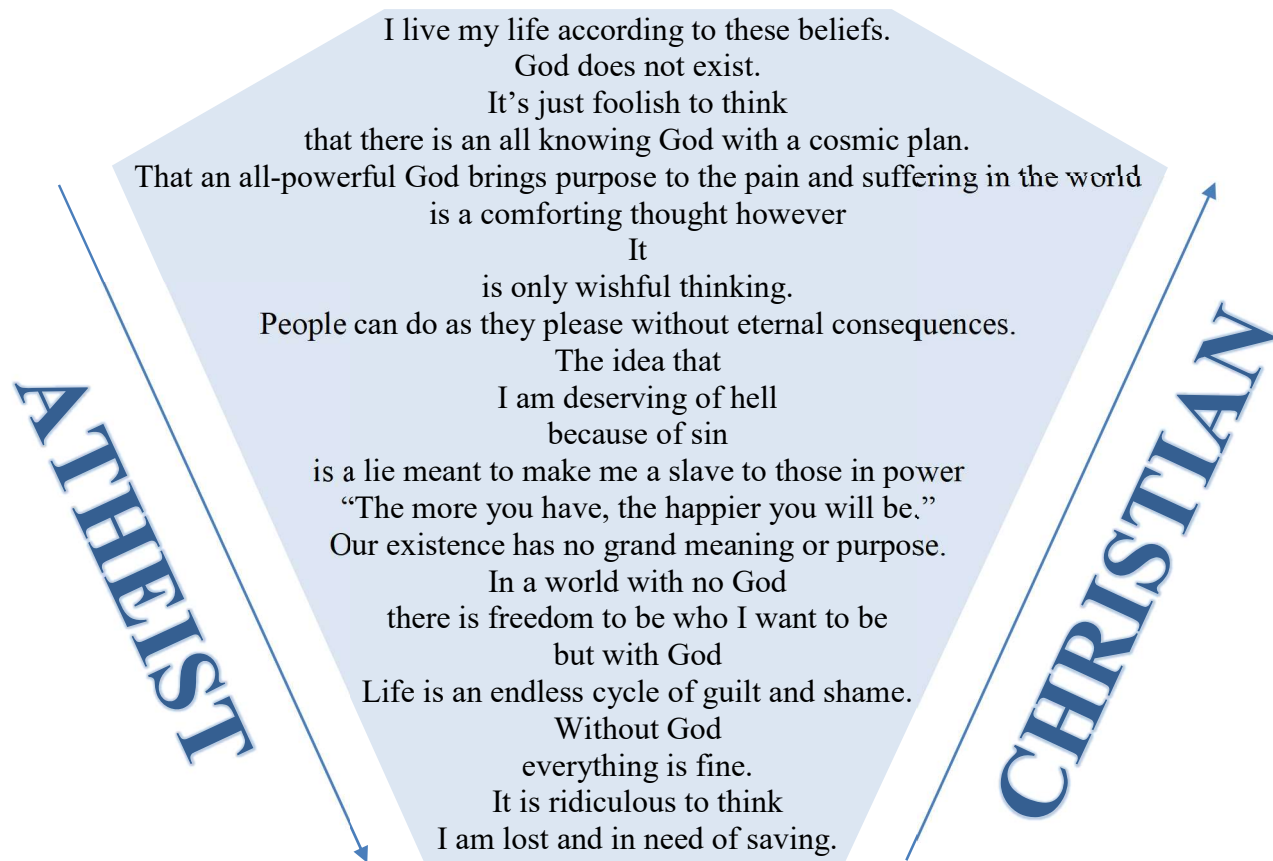 I live my life according to these beliefs.
God does not exist.
It’s just foolish to think
that there is an all knowing God with a cosmic plan.
That an all-powerful God brings purpose to the pain and suffering in the world
is a comforting thought however
It
is only wishful thinking.
People can do as they please without eternal consequences.
The idea that
I am deserving of hell
because of sin
is a lie meant to make me a slave to those in power
“The more you have, the happier you will be.”
Our existence has no grand meaning or purpose.
In a world with no God
there is freedom to be who I want to be
but with God
Life is an endless cycle of guilt and shame.
Without God
everything is fine.
It is ridiculous to think
I am lost and in need of saving.
ATHEIST
CHRISTIAN